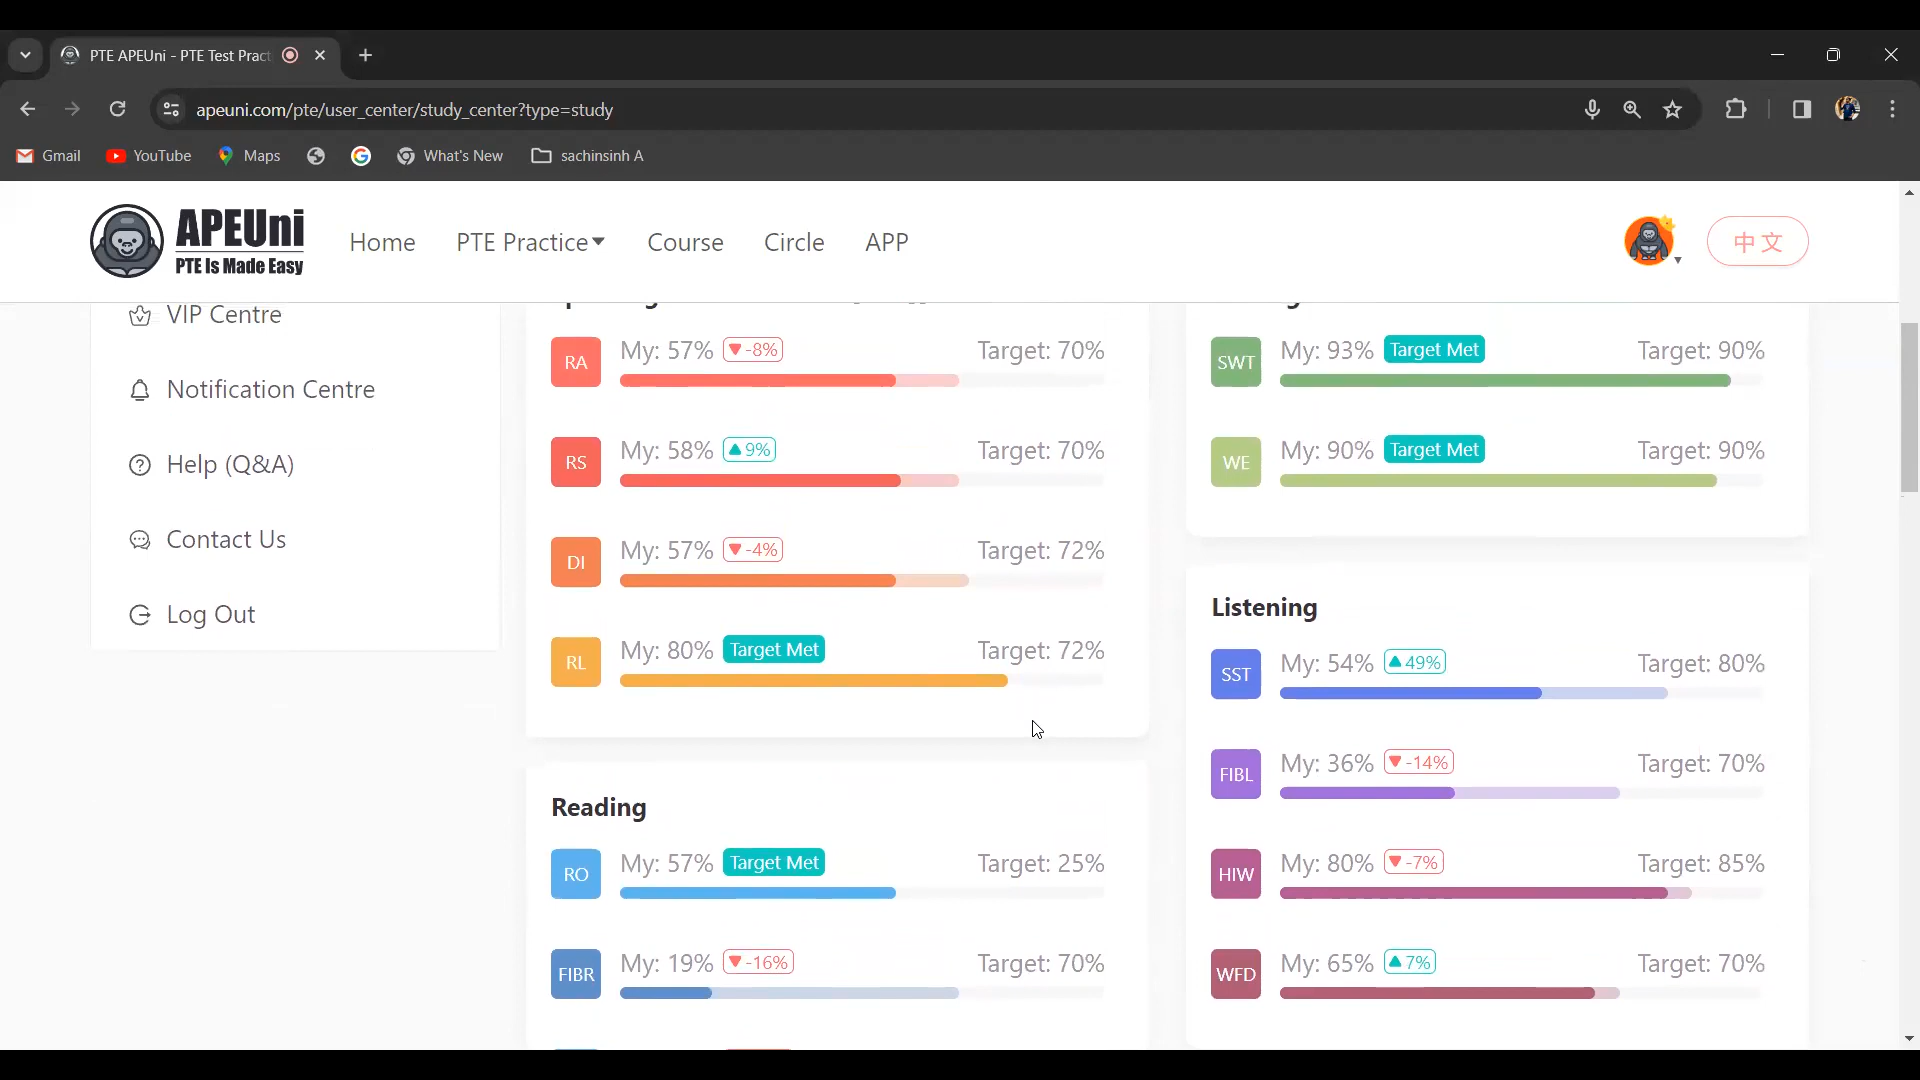 PTE APEUni - PTE Test Pract
apeuni.com/pte/user_center/study_center?type=study
Gmail
YouTube
Maps
What's New
sachinsinh A
APEUni
PTE Is Made Easy
Home
PTE Practice
Course
Circle
APP
中文
VIP Centre
Notification Centre
Help (Q&A)
Contact Us
Log Out
RA My: 57% -8% Target: 70%
RS My: 58% 9% Target: 70%
DI My: 57% -4% Target: 72%
RL My: 80% Target Met Target: 72%
Reading
RO My: 57% Target Met Target: 25%
FIBR My: 19% -16% Target: 70%
SWT My: 93% Target Met Target: 90%
WE My: 90% Target Met Target: 90%
Listening
SST My: 54% 49% Target: 80%
FIBL My: 36% -14% Target: 70%
HIW My: 80% -7% Target: 85%
WFD My: 65% 7% Target: 70%